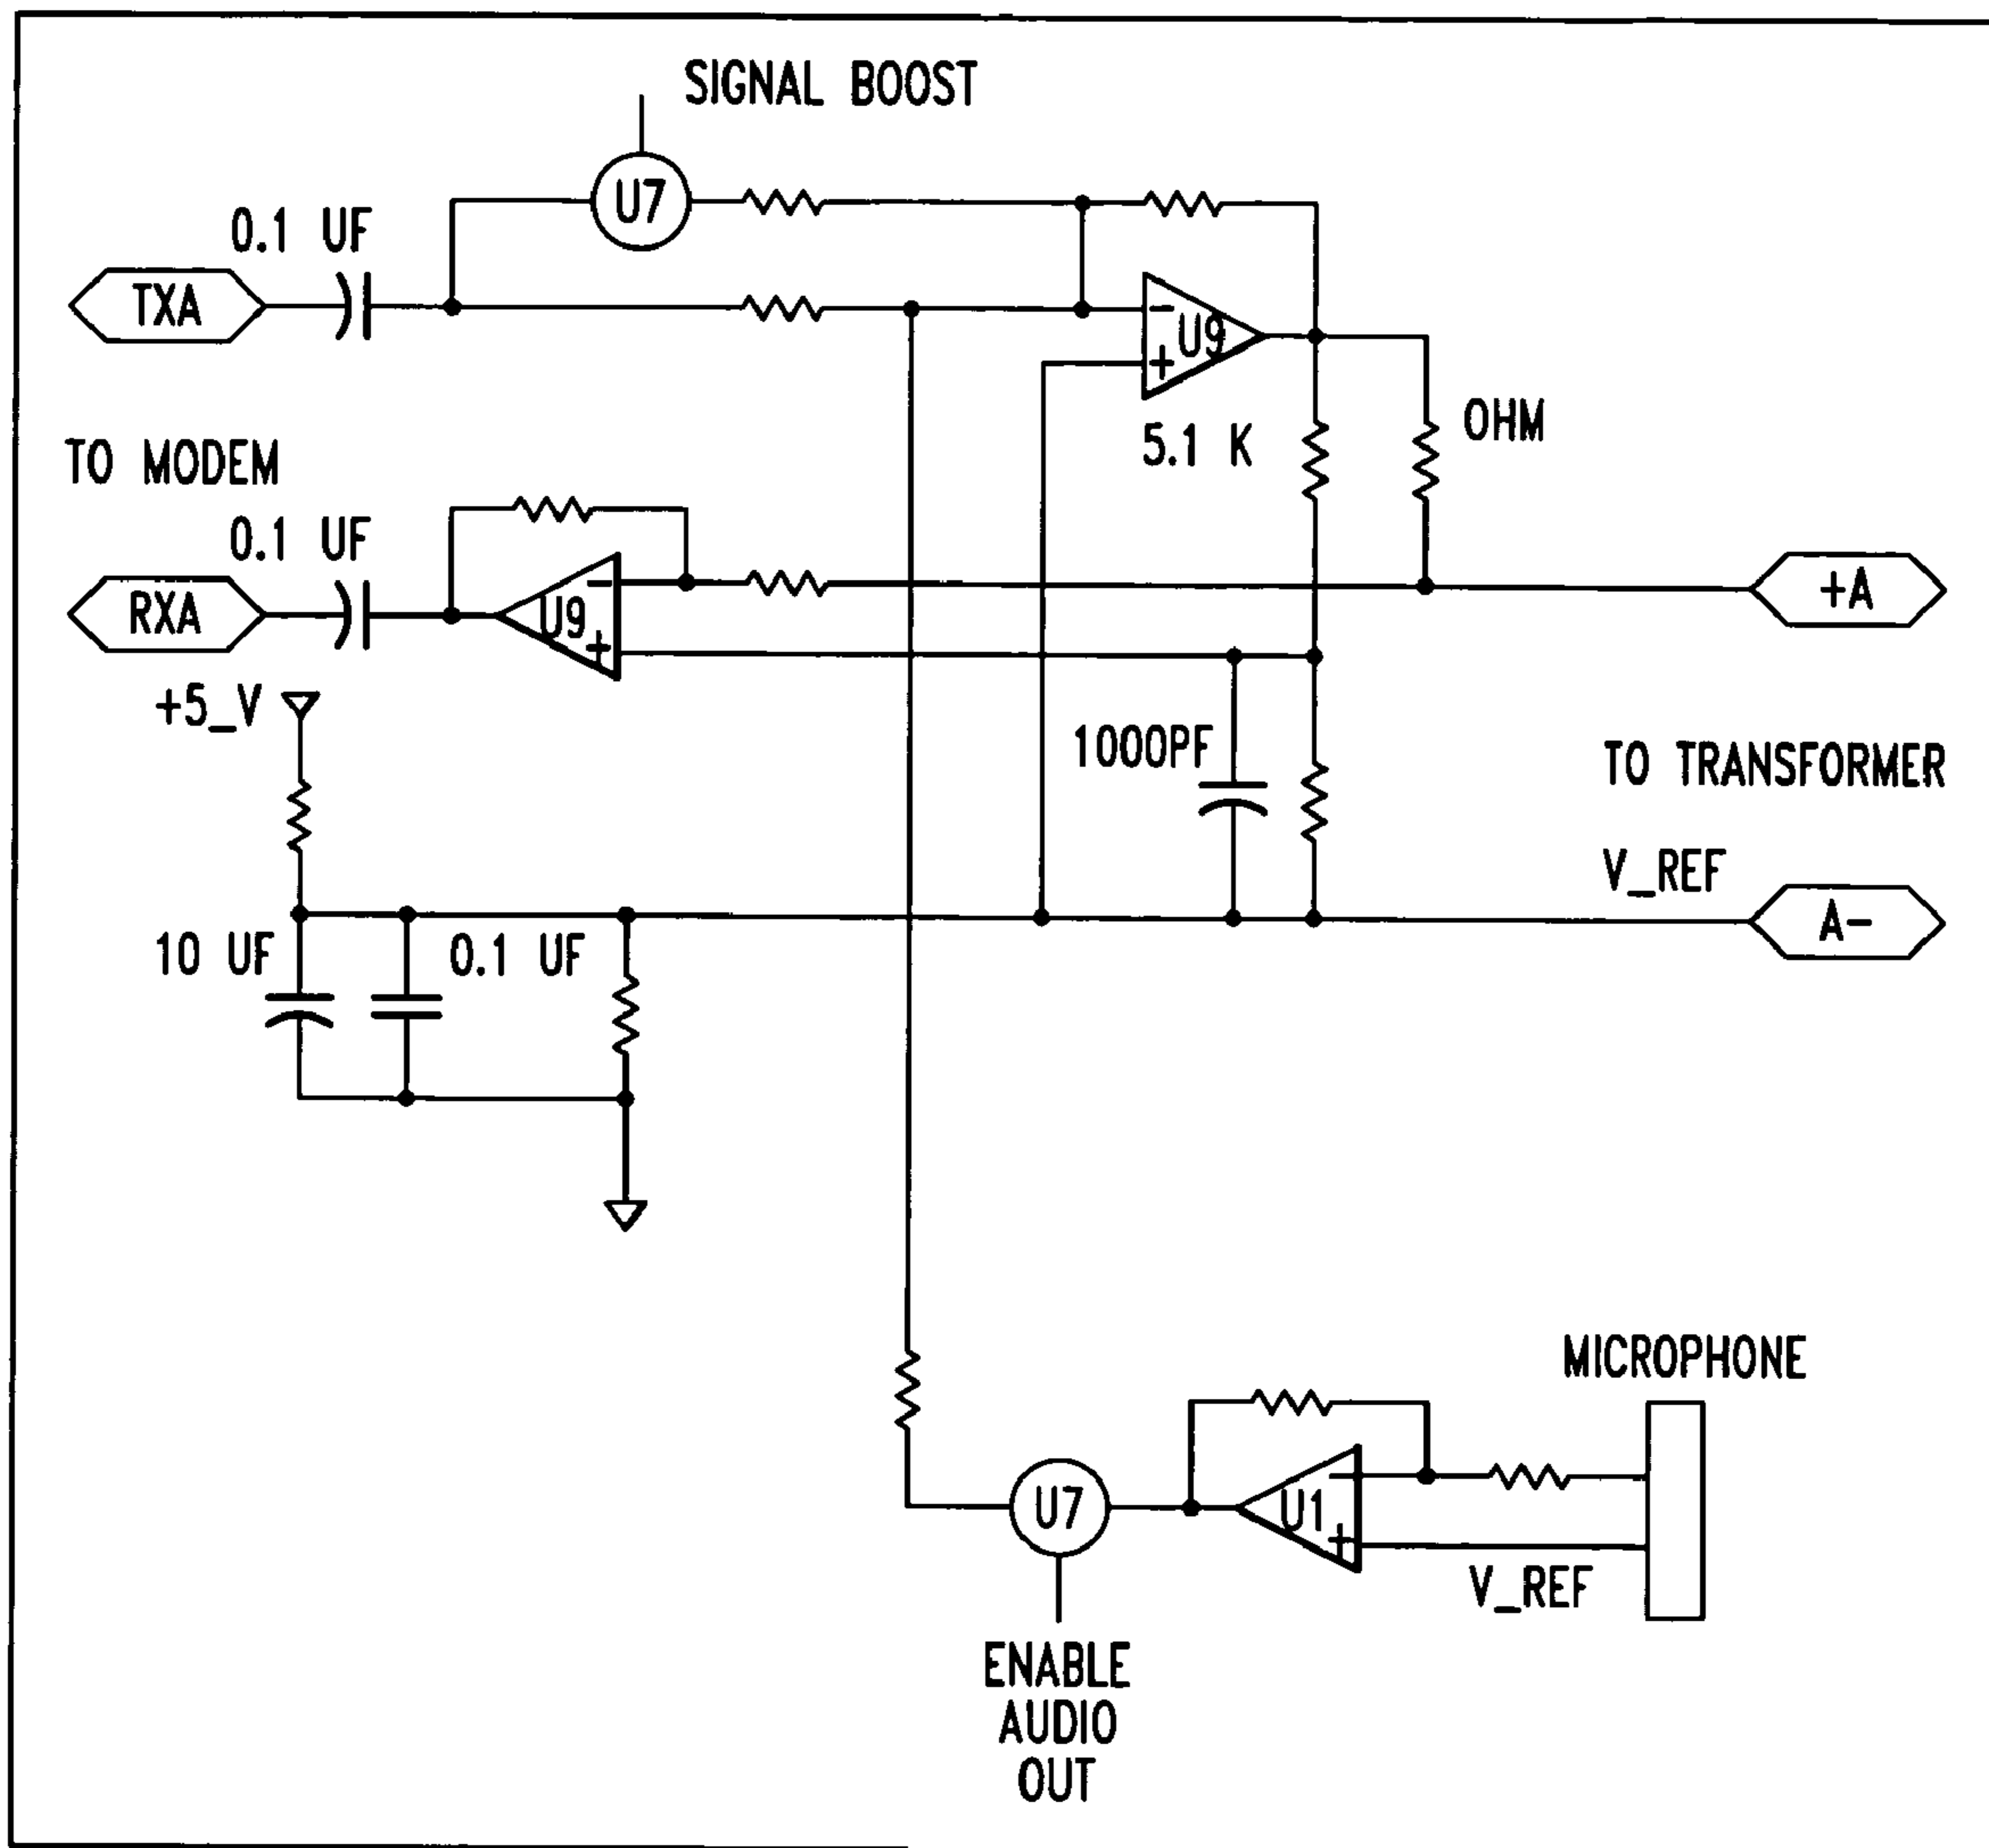 SIGNAL BOOST
U7
0.1 UF
TXA
-
U9
+
5.1 K
OHM
TO MODEM
0.1 UF
RXA
-
U9
+
+A
+5_V
1000PF
TO TRANSFORMER
V_REF
A-
10 UF
0.1 UF
MICROPHONE
U7
-
U1
+
V_REF
ENABLE
AUDIO
OUT